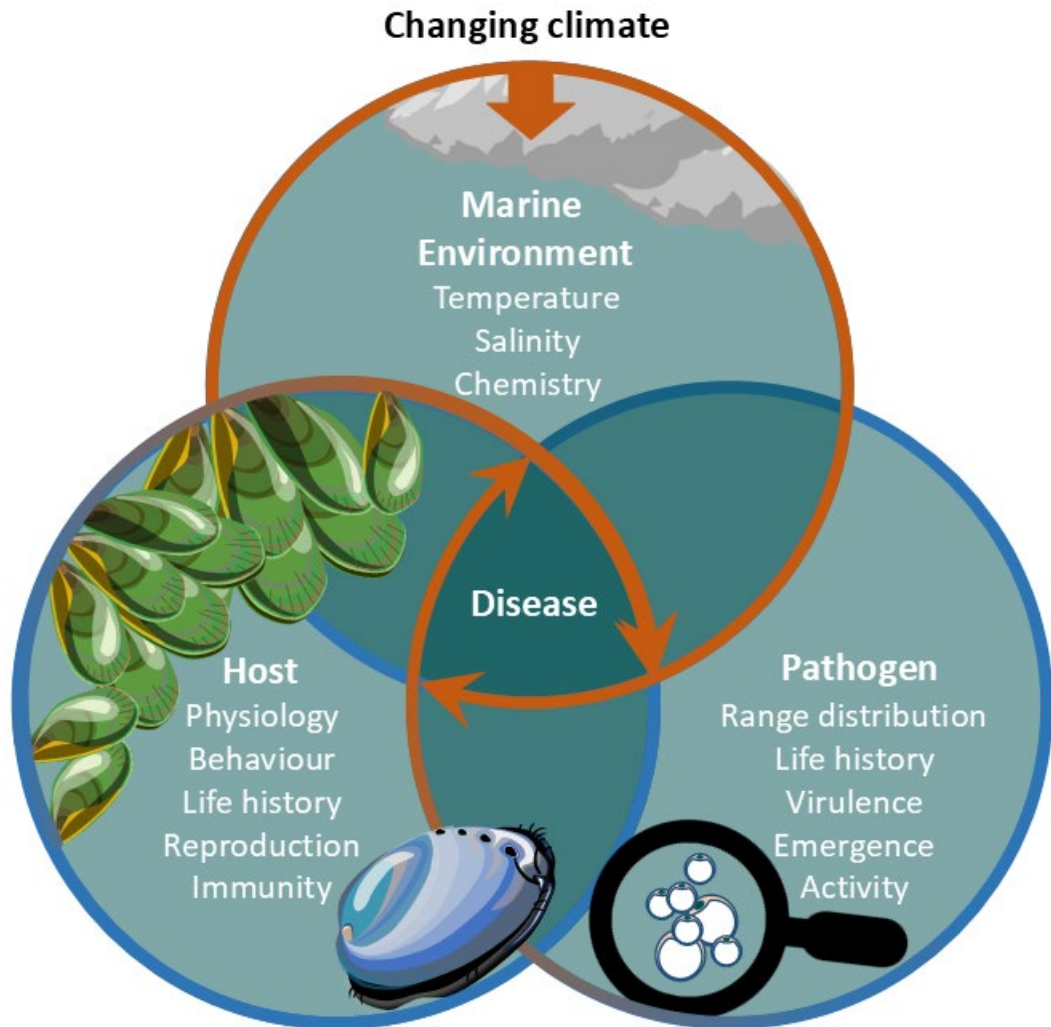 Changing climate
Marine
Environment
Temperature
Salinity
Chemistry
Disease
Host
Physiology
Behaviour
Life history
Reproduction
Immunity
Pathogen
Range distribution
Life history
Virulence
Emergence
Activity